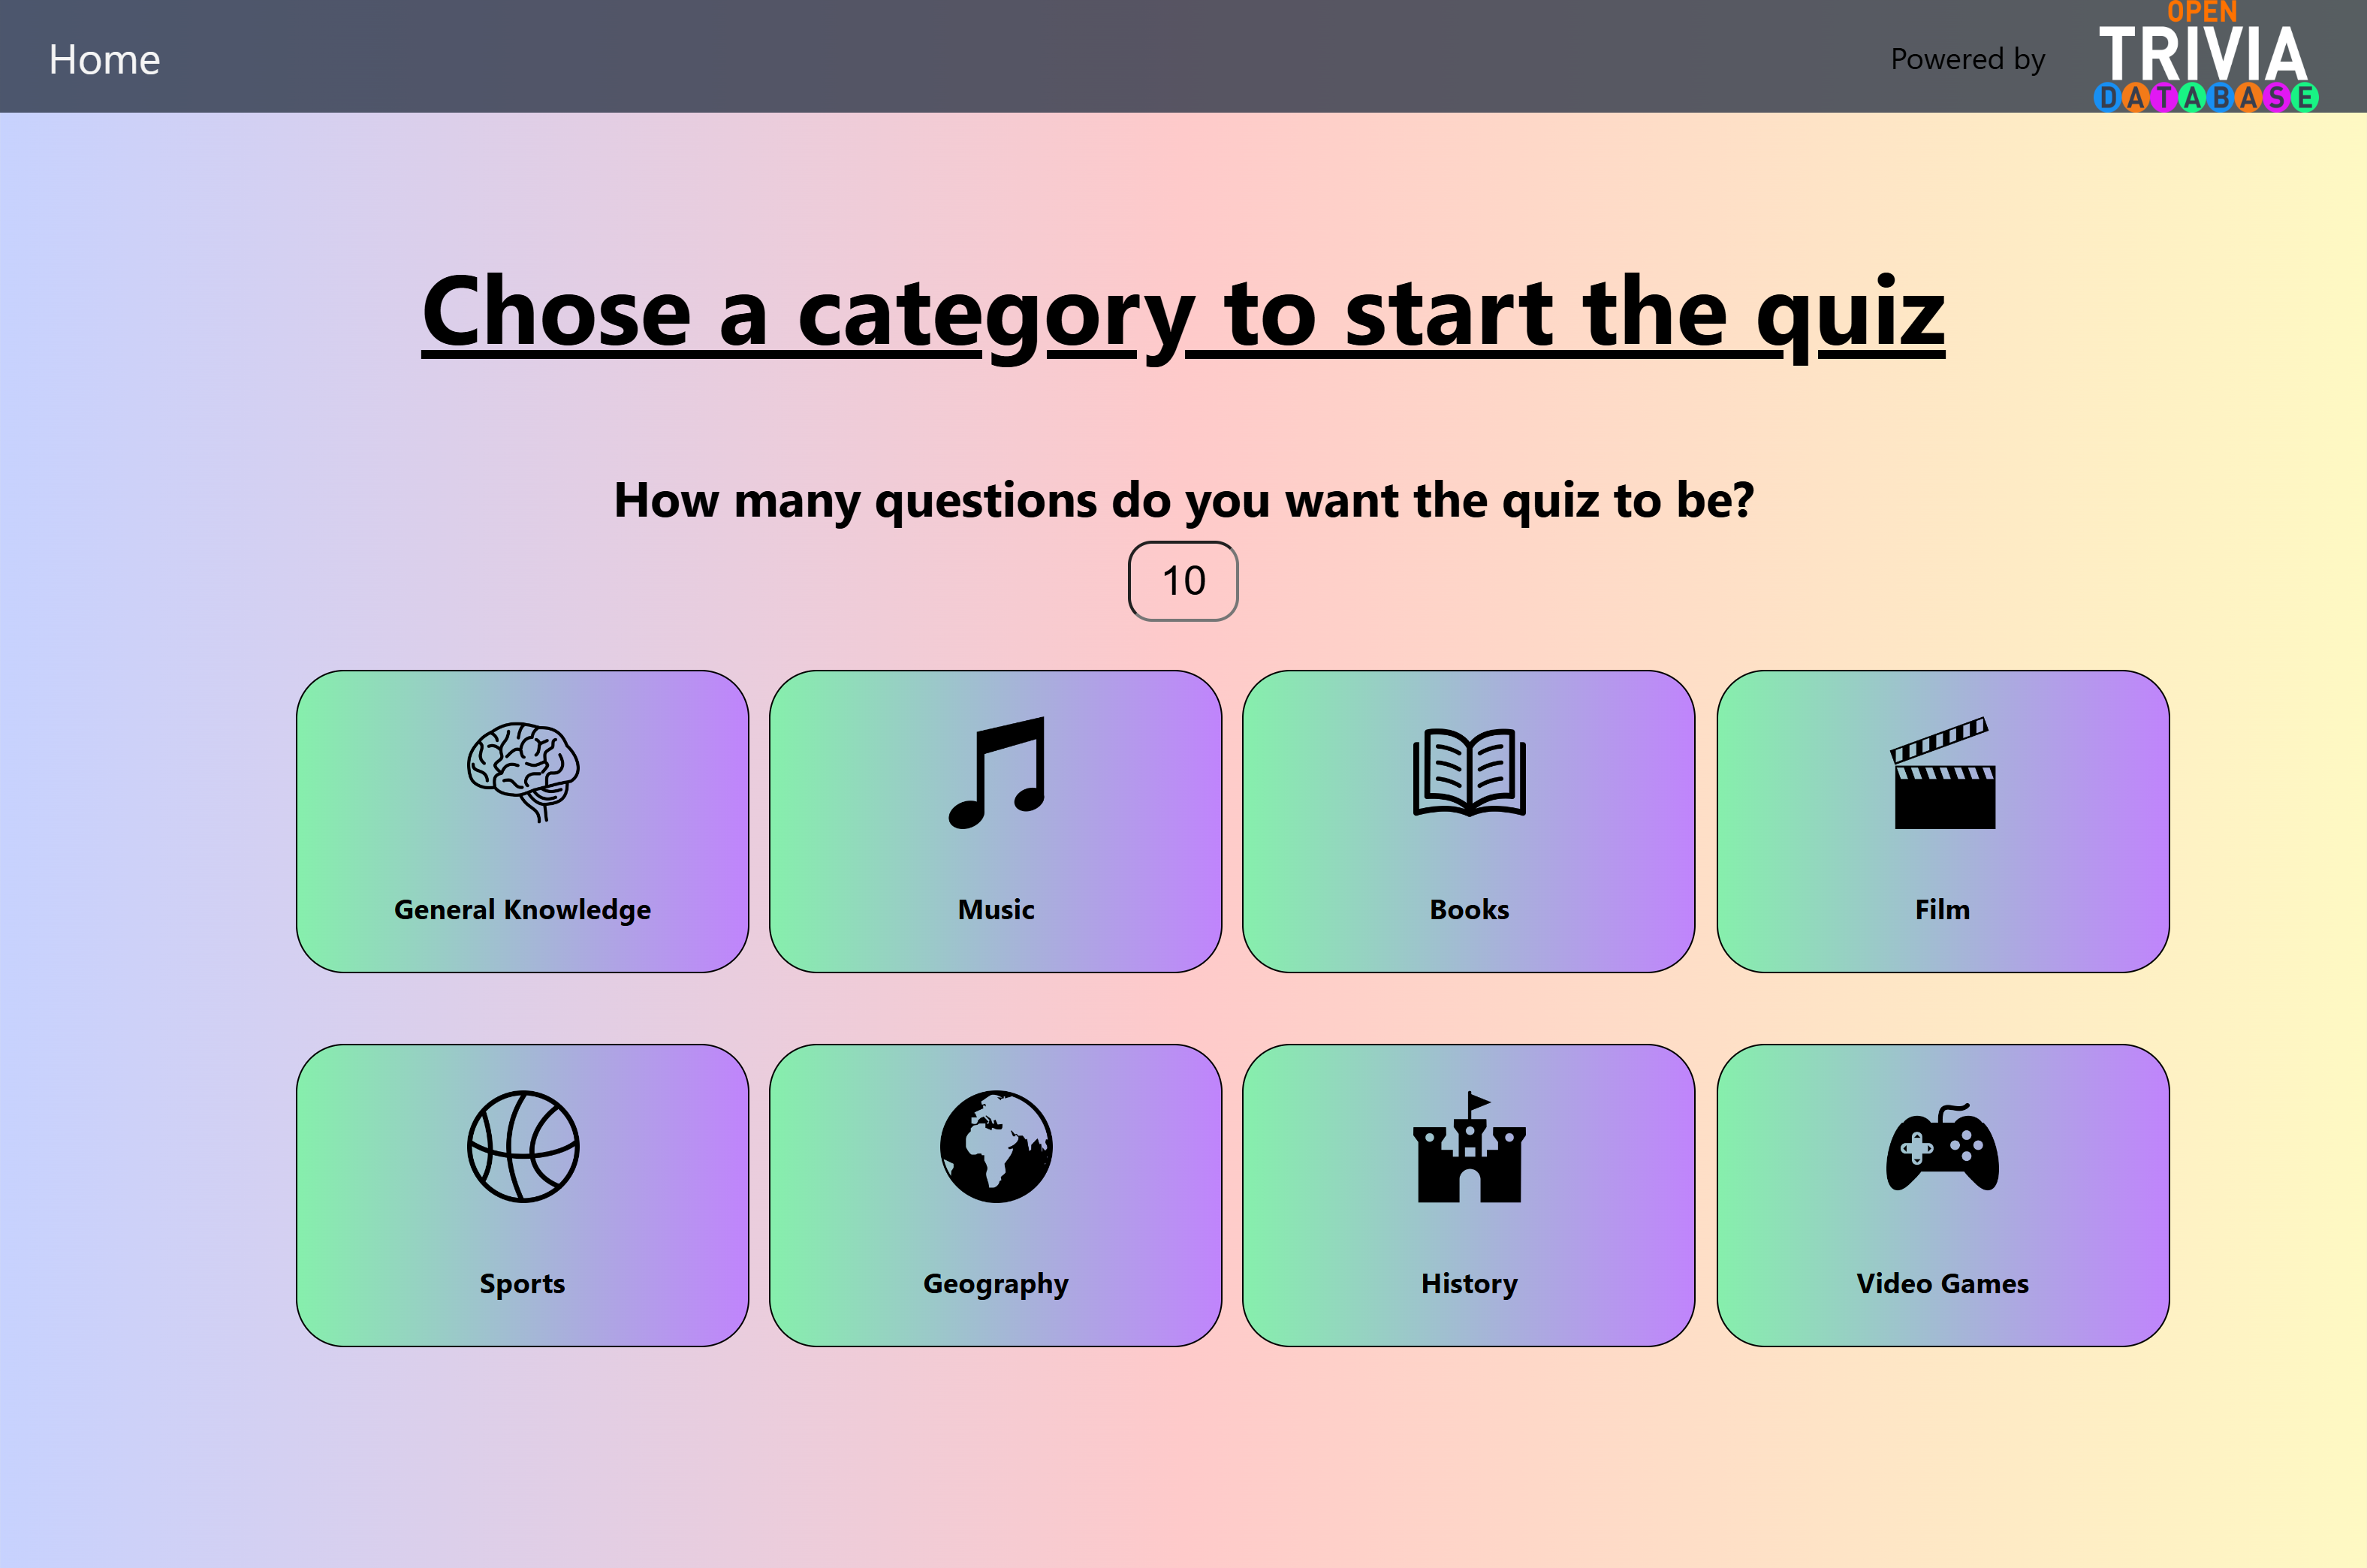 Home
Powered by
OPEN
TRIVIA
DATABASE
Chose a category to start the quiz
How many questions do you want the quiz to be?
10
General Knowledge
Music
Books
Film
Sports
Geography
History
Video Games